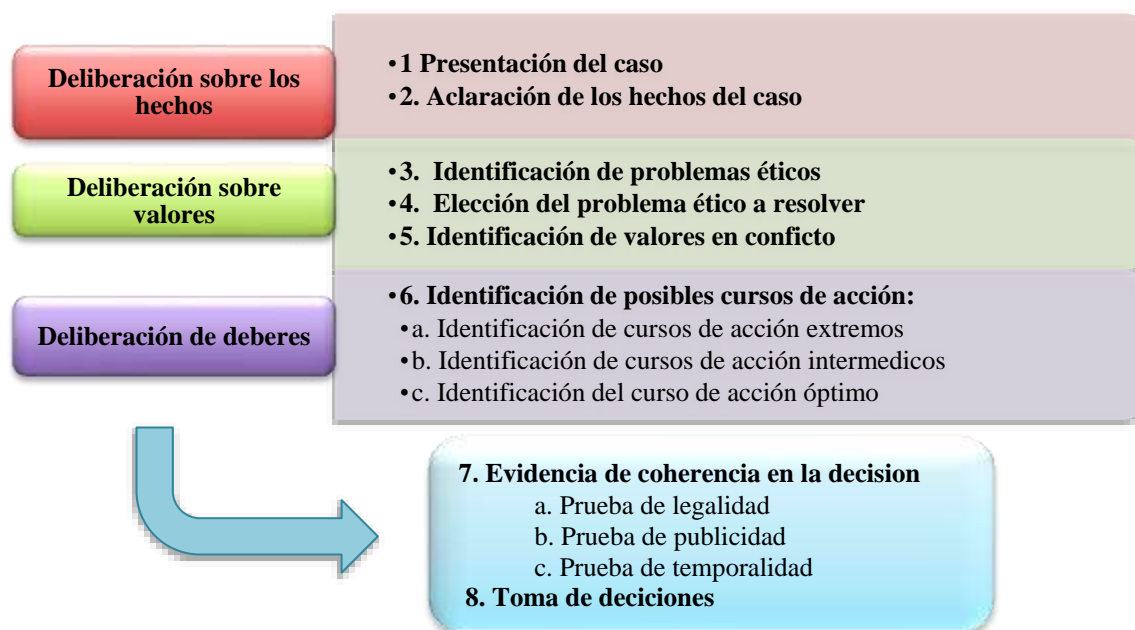 Deliberación sobre los
hechos
•1 Presentación del caso
•2. Aclaración de los hechos del caso
Deliberación sobre
valores
•3. Identificación de problemas éticos
•4. Elección del problema ético a resolver
•5. Identificación de valores en conficto
Deliberación de deberes
•6. Identificación de posibles cursos de acción:
•a. Identificación de cursos de acción extremos
•b. Identificación de cursos de acción intermedicos
•c. Identificación del curso de acción óptimo
7. Evidencia de coherencia en la decision
a. Prueba de legalidad
b. Prueba de publicidad
c. Prueba de temporalidad
8. Toma de deciciones